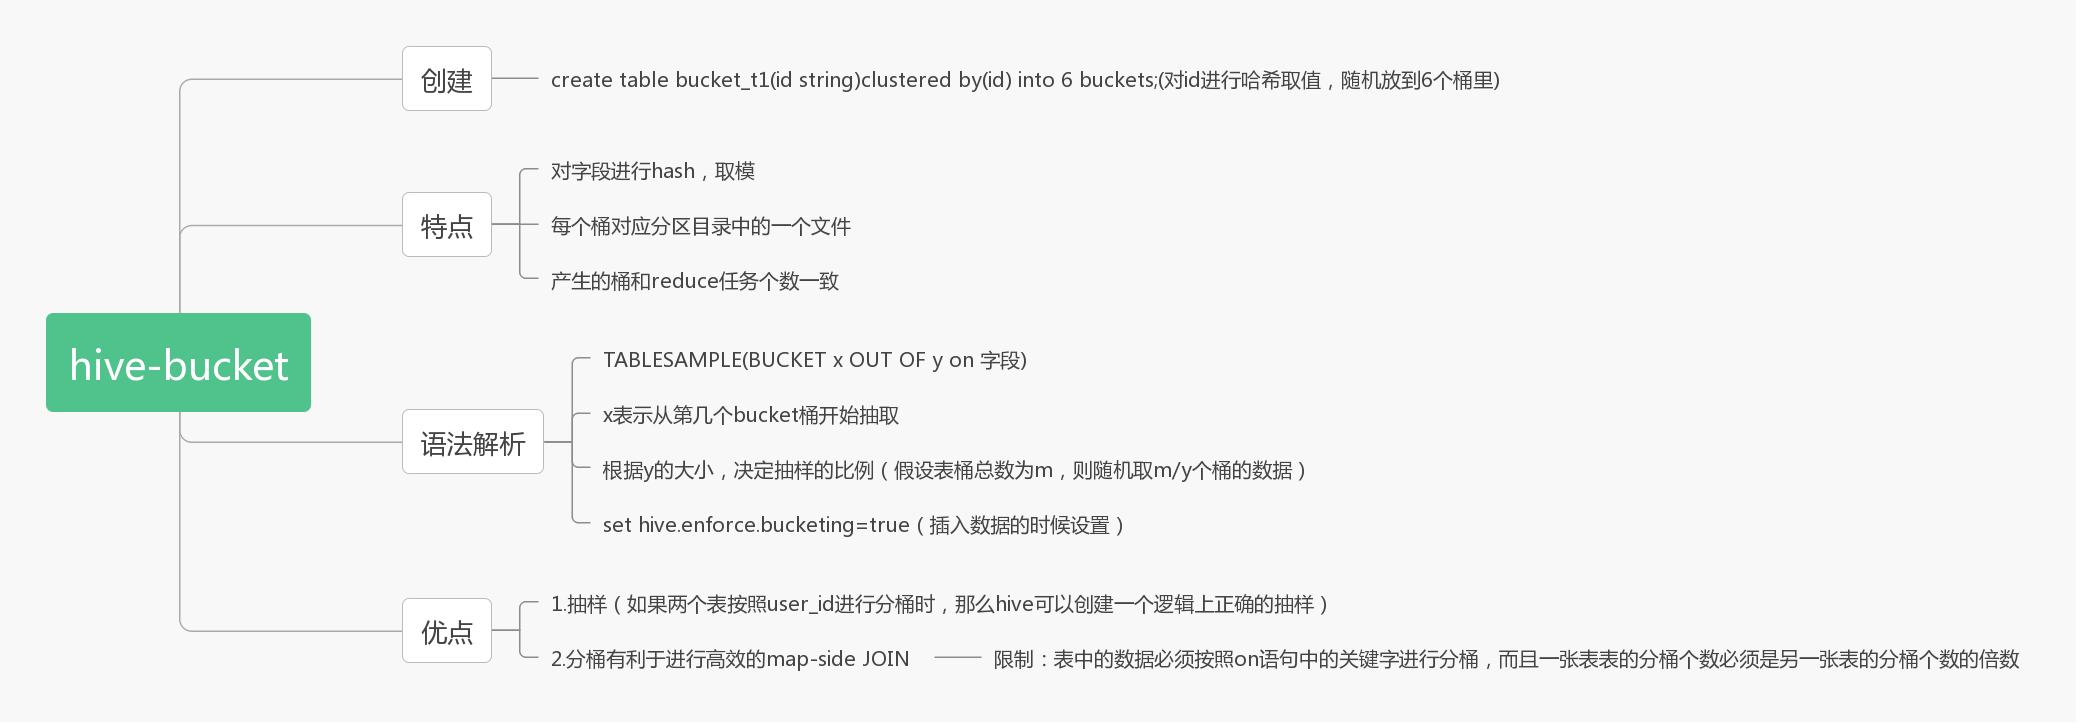 创建
create table bucket_t1(id string)clustered by(id) into 6 buckets;(对id进行哈希取值，随机放到6个桶里)
特点
对字段进行hash，取模
每个桶对应分区目录中的一个文件
产生的桶和reduce任务个数一致
hive-bucket
语法解析
TABLESAMPLE(BUCKET x OUT OF y on 字段)
x表示从第几个bucket桶开始抽取
根据y的大小，决定抽样的比例（假设表桶总数为m，则随机取m/y个桶的数据）
set hive.enforce.bucketing=true（插入数据的时候设置）
优点
1.抽样（如果两个表按照user_id进行分桶时，那么hive可以创建一个逻辑上正确的抽样）
2.分桶有利于进行高效的map-side JOIN
限制：表中的数据必须按照on语句中的关键字进行分桶，而且一张表表的分桶个数必须是另一张表的分桶个数的倍数